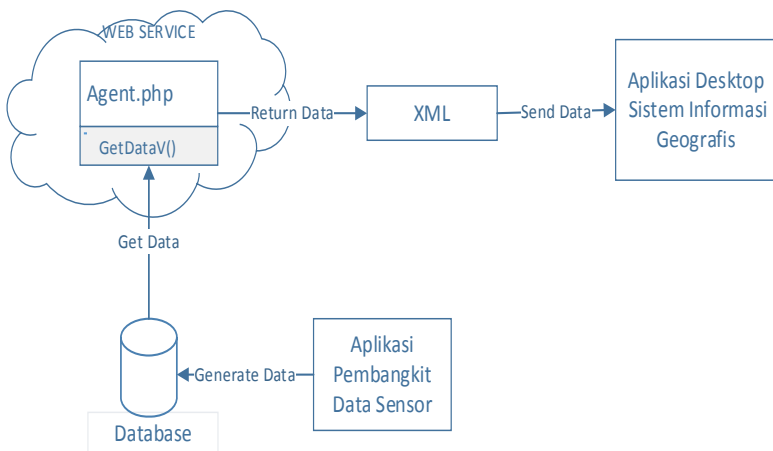 WEB SERVICE
Agent.php
GetDataV()
Return Data
XML
Send Data
Aplikasi Desktop
Sistem Informasi
Geografis
Get Data
Generate Data
Aplikasi
Pembangkit
Data Sensor
Database